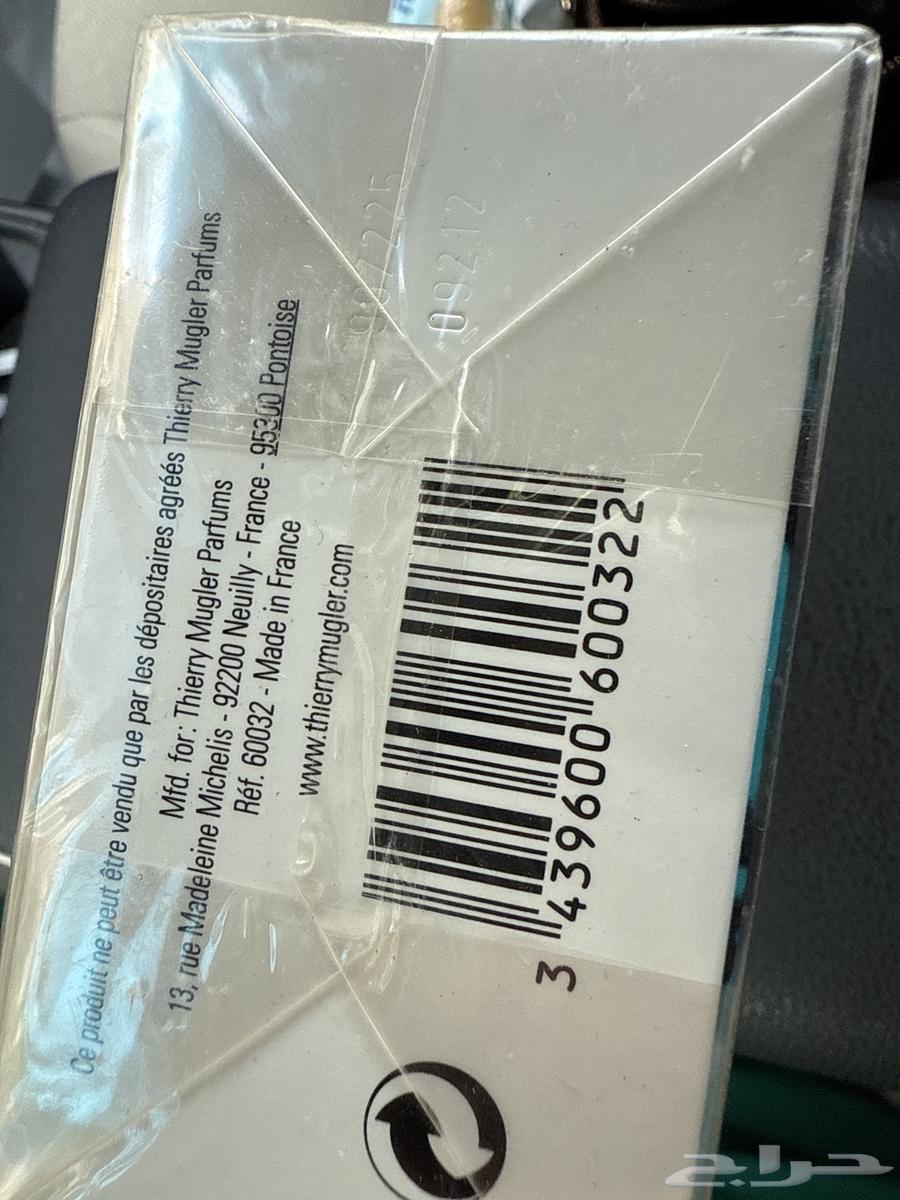 Ce produit ne peut être vendu que par les dépositaires agréés Thierry Mugler Parfums
Mfd. for: Thierry Mugler Parfums
13, rue Madeleine Michelis - 92200 Neuilly - France - 95300 Pontoise
Réf. 60032 - Made in France
www.thierrymugler.com
09212
3 439600 600322
حراج